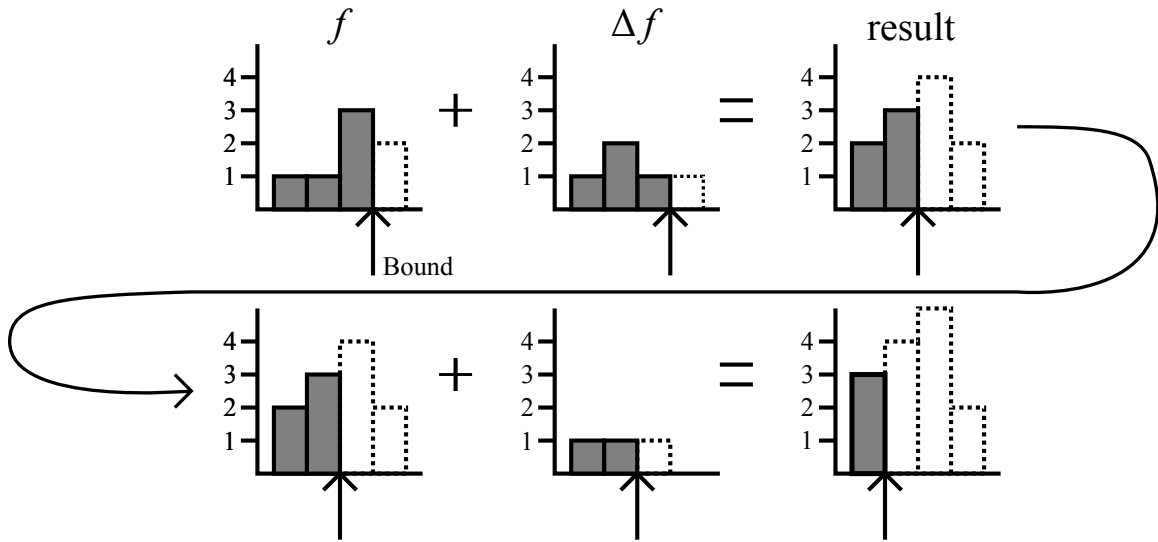 f Δf result
4 4 4
3 + 3 = 3
2 2 2
1 1 1
Bound
4 4 4
3 + 3 = 3
2 2 2
1 1 1